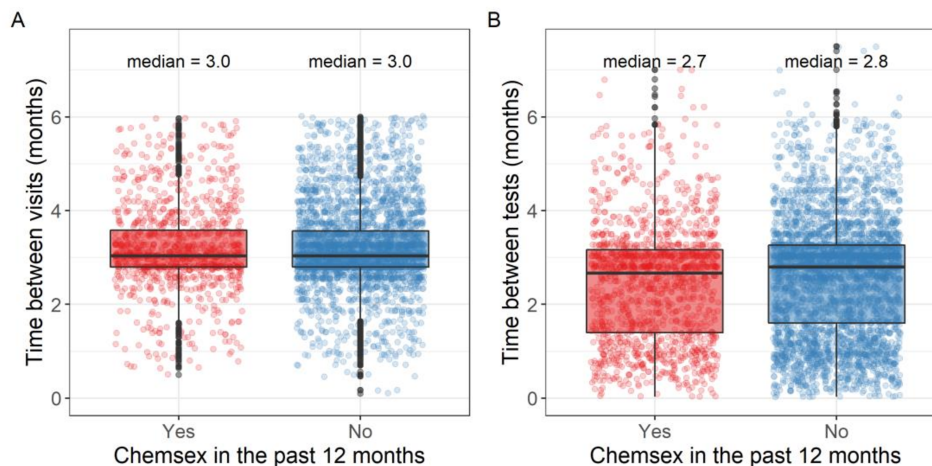 A
Time between visits (months)
6
4
2
0
median = 3.0
median = 3.0
Yes
No
Chemsex in the past 12 months
B
Time between tests (months)
6
4
2
0
median = 2.7
median = 2.8
Yes
No
Chemsex in the past 12 months